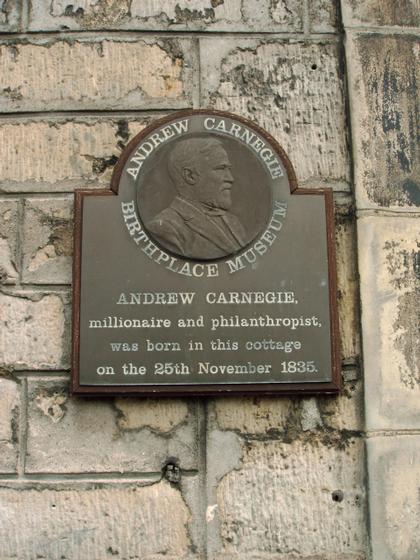 ANDREW CARNEGIE
BIRTHPLACE MUSEUM
ANDREW CARNEGIE,
millionaire and philanthropist,
was born in this cottage
on the 25th November 1835.